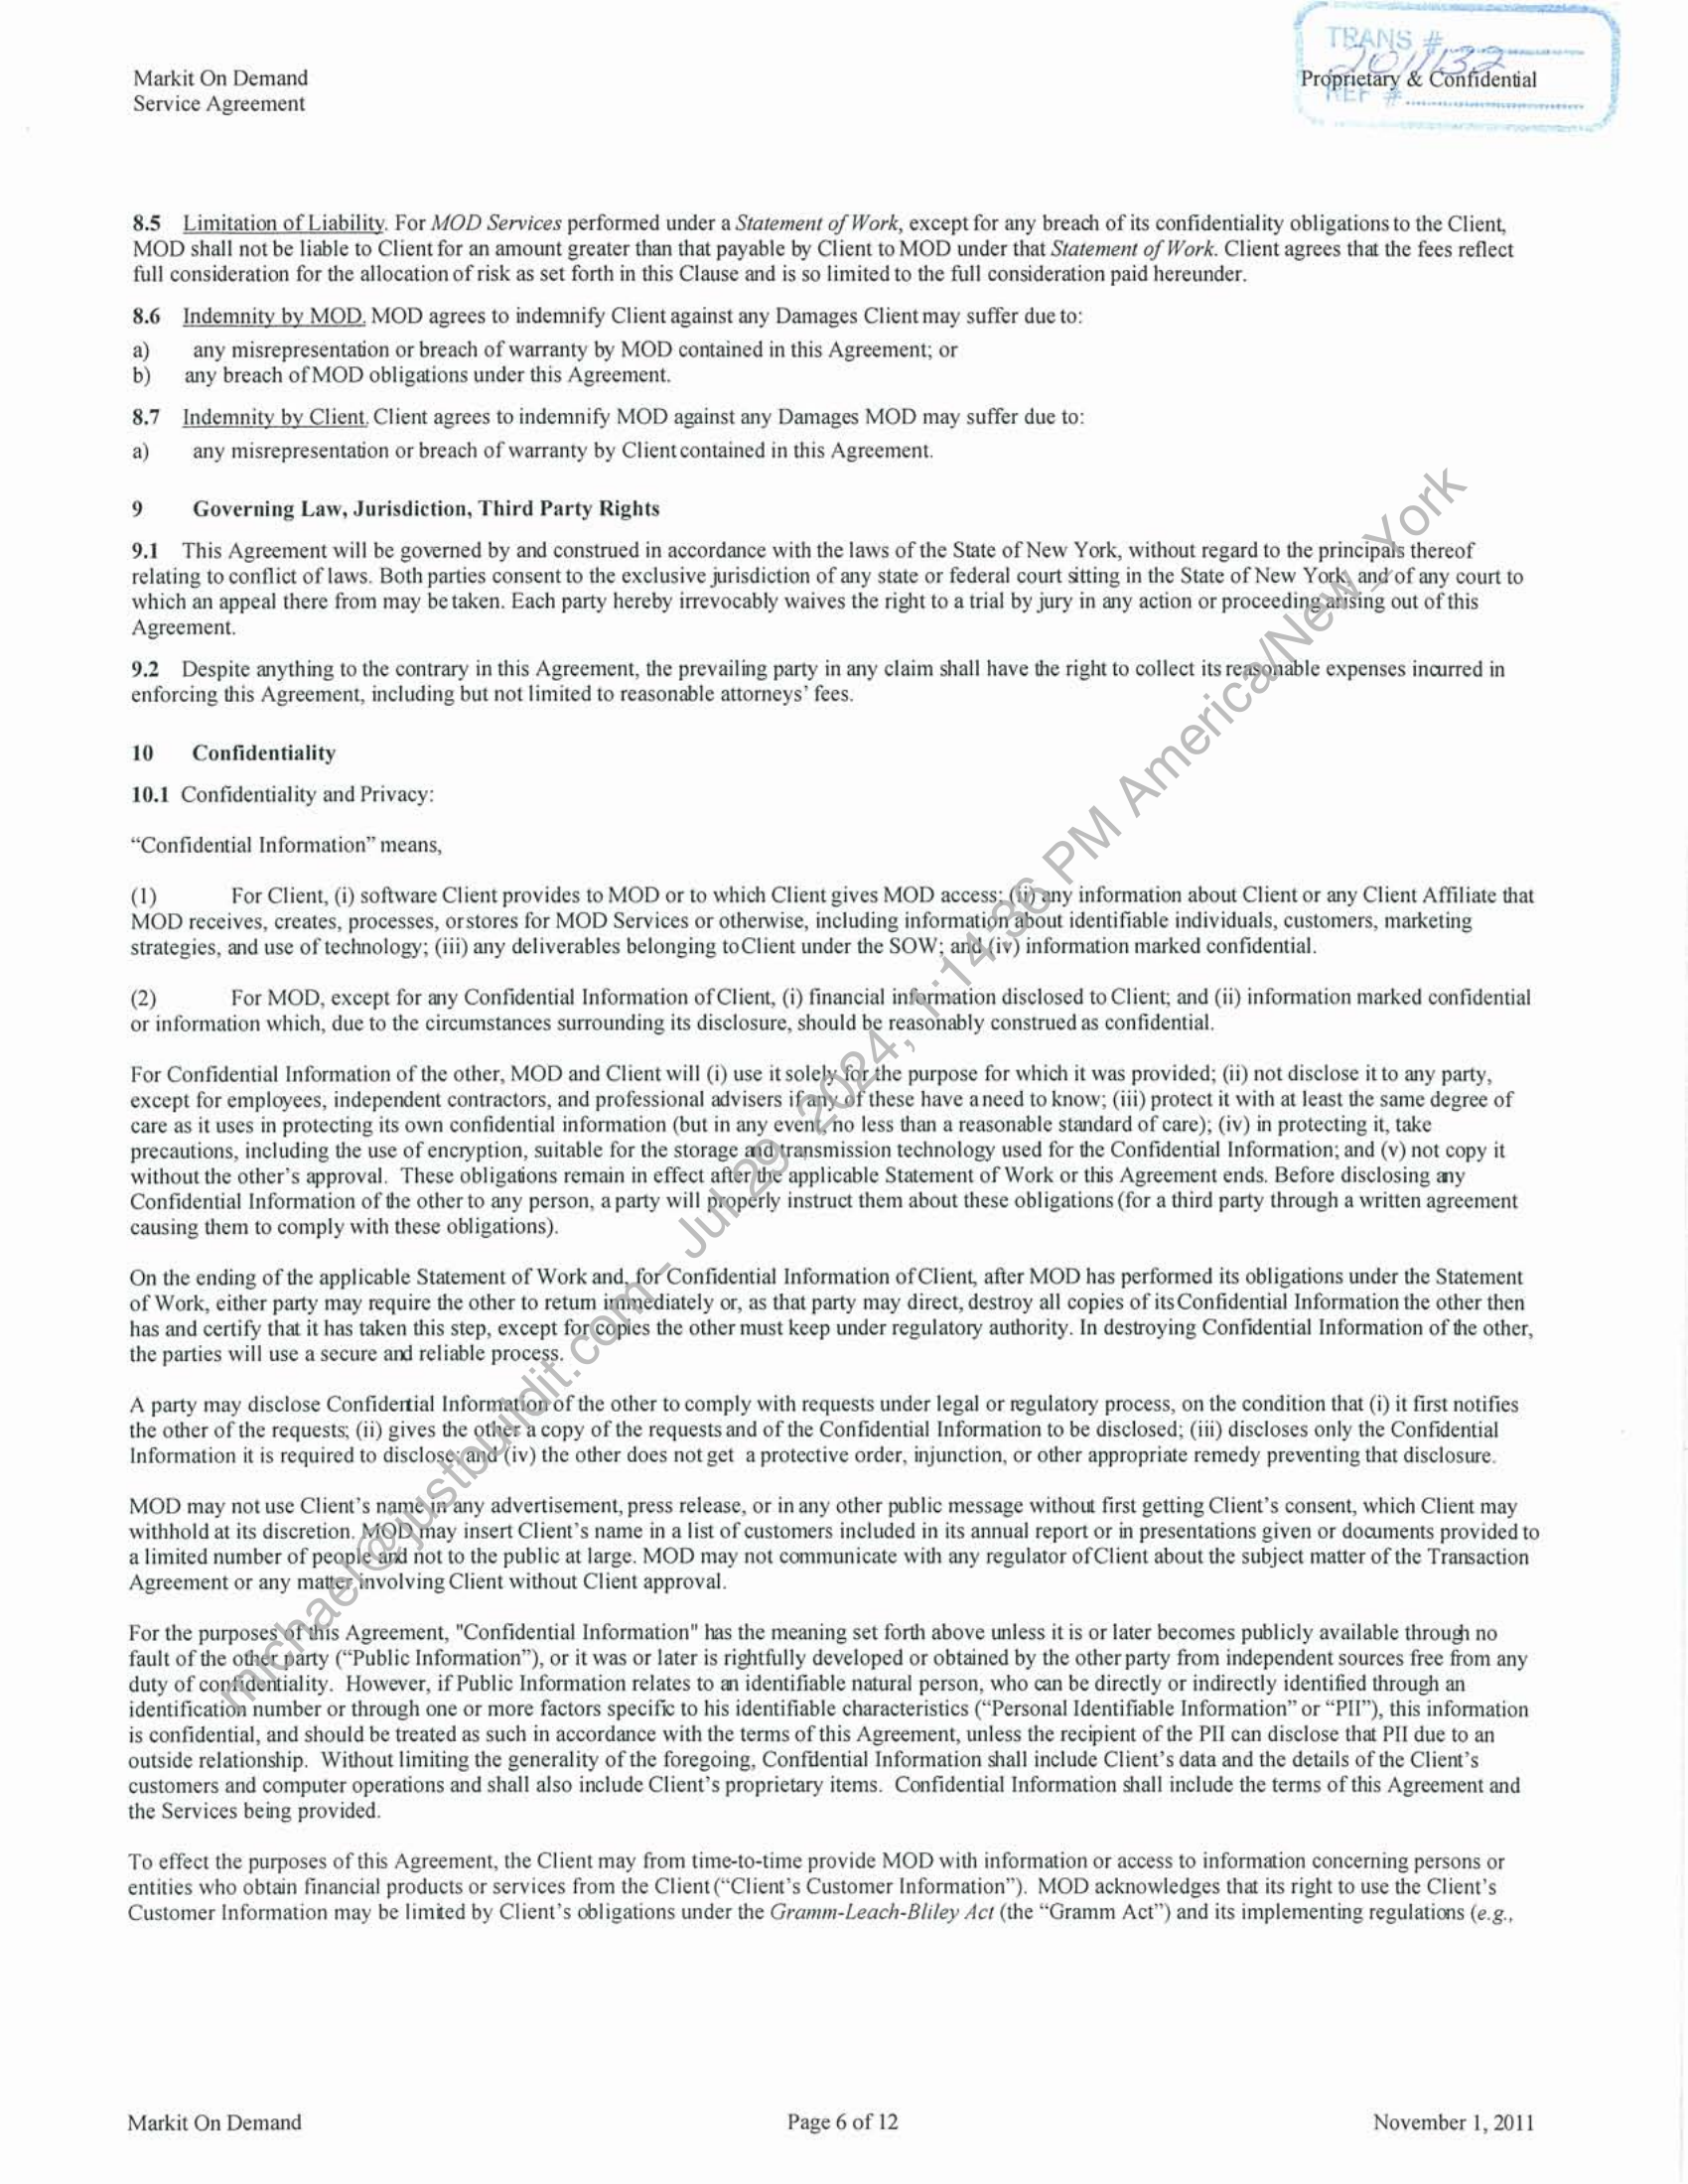 Markit On Demand
Service Agreement
TRANS #
2011132
Proprietary & Confidential
REF #
8.5 Limitation of Liability. For MOD Services performed under a Statement of Work, except for any breach of its confidentiality obligations to the Client,
MOD shall not be liable to Client for an amount greater than that payable by Client to MOD under that Statement of Work. Client agrees that the fees reflect
full consideration for the allocation of risk as set forth in this Clause and is so limited to the full consideration paid hereunder.
8.6 Indemnity by MOD. MOD agrees to indemnify Client against any Damages Client may suffer due to:
a) any misrepresentation or breach of warranty by MOD contained in this Agreement; or
b) any breach of MOD obligations under this Agreement.
8.7 Indemnity by Client. Client agrees to indemnify MOD against any Damages MOD may suffer due to:
a) any misrepresentation or breach of warranty by Client contained in this Agreement.
9 Governing Law, Jurisdiction, Third Party Rights
9.1 This Agreement will be governed by and construed in accordance with the laws of the State of New York, without regard to the principals thereof
relating to conflict of laws. Both parties consent to the exclusive jurisdiction of any state or federal court sitting in the State of New York, and of any court to
which an appeal there from may be taken. Each party hereby irrevocably waives the right to a trial by jury in any action or proceeding arising out of this
Agreement.
9.2 Despite anything to the contrary in this Agreement, the prevailing party in any claim shall have the right to collect its reasonable expenses incurred in
enforcing this Agreement, including but not limited to reasonable attorneys’ fees.
10 Confidentiality
10.1 Confidentiality and Privacy:
“Confidential Information” means,
(1) For Client, (i) software Client provides to MOD or to which Client gives MOD access; (ii) any information about Client or any Client Affiliate that
MOD receives, creates, processes, or stores for MOD Services or otherwise, including information about identifiable individuals, customers, marketing
strategies, and use of technology; (iii) any deliverables belonging to Client under the SOW; and (iv) information marked confidential.
(2) For MOD, except for any Confidential Information of Client, (i) financial information disclosed to Client; and (ii) information marked confidential
or information which, due to the circumstances surrounding its disclosure, should be reasonably construed as confidential.
For Confidential Information of the other, MOD and Client will (i) use it solely for the purpose for which it was provided; (ii) not disclose it to any party,
except for employees, independent contractors, and professional advisers if any of these have a need to know; (iii) protect it with at least the same degree of
care as it uses in protecting its own confidential information (but in any event no less than a reasonable standard of care); (iv) in protecting it, take
precautions, including the use of encryption, suitable for the storage and transmission technology used for the Confidential Information; and (v) not copy it
without the other’s approval. These obligations remain in effect after the applicable Statement of Work or this Agreement ends. Before disclosing any
Confidential Information of the other to any person, a party will properly instruct them about these obligations (for a third party through a written agreement
causing them to comply with these obligations).
On the ending of the applicable Statement of Work and, for Confidential Information of Client, after MOD has performed its obligations under the Statement
of Work, either party may require the other to return immediately or, as that party may direct, destroy all copies of its Confidential Information the other then
has and certify that it has taken this step, except for copies the other must keep under regulatory authority. In destroying Confidential Information of the other,
the parties will use a secure and reliable process.
A party may disclose Confidential Information of the other to comply with requests under legal or regulatory process, on the condition that (i) it first notifies
the other of the requests; (ii) gives the other a copy of the requests and of the Confidential Information to be disclosed; (iii) discloses only the Confidential
Information it is required to disclose; and (iv) the other does not get a protective order, injunction, or other appropriate remedy preventing that disclosure.
MOD may not use Client’s name in any advertisement, press release, or in any other public message without first getting Client’s consent, which Client may
withhold at its discretion. MOD may insert Client’s name in a list of customers included in its annual report or in presentations given or documents provided to
a limited number of people and not to the public at large. MOD may not communicate with any regulator of Client about the subject matter of the Transaction
Agreement or any matter involving Client without Client approval.
For the purposes of this Agreement, "Confidential Information" has the meaning set forth above unless it is or later becomes publicly available through no
fault of the other party (“Public Information”), or it was or later is rightfully developed or obtained by the other party from independent sources free from any
duty of confidentiality. However, if Public Information relates to an identifiable natural person, who can be directly or indirectly identified through an
identification number or through one or more factors specific to his identifiable characteristics (“Personal Identifiable Information” or “PII”), this information
is confidential, and should be treated as such in accordance with the terms of this Agreement, unless the recipient of the PII can disclose that PII due to an
outside relationship. Without limiting the generality of the foregoing, Confidential Information shall include Client’s data and the details of the Client’s
customers and computer operations and shall also include Client’s proprietary items. Confidential Information shall include the terms of this Agreement and
the Services being provided.
To effect the purposes of this Agreement, the Client may from time-to-time provide MOD with information or access to information concerning persons or
entities who obtain financial products or services from the Client (“Client’s Customer Information”). MOD acknowledges that its right to use the Client’s
Customer Information may be limited by Client’s obligations under the Gramm-Leach-Bliley Act (the “Gramm Act”) and its implementing regulations (e.g.,
michael@justbuildit.com - Jul 29, 2024, 1:14:36 PM America/New_York
Markit On Demand Page 6 of 12 November 1, 2011